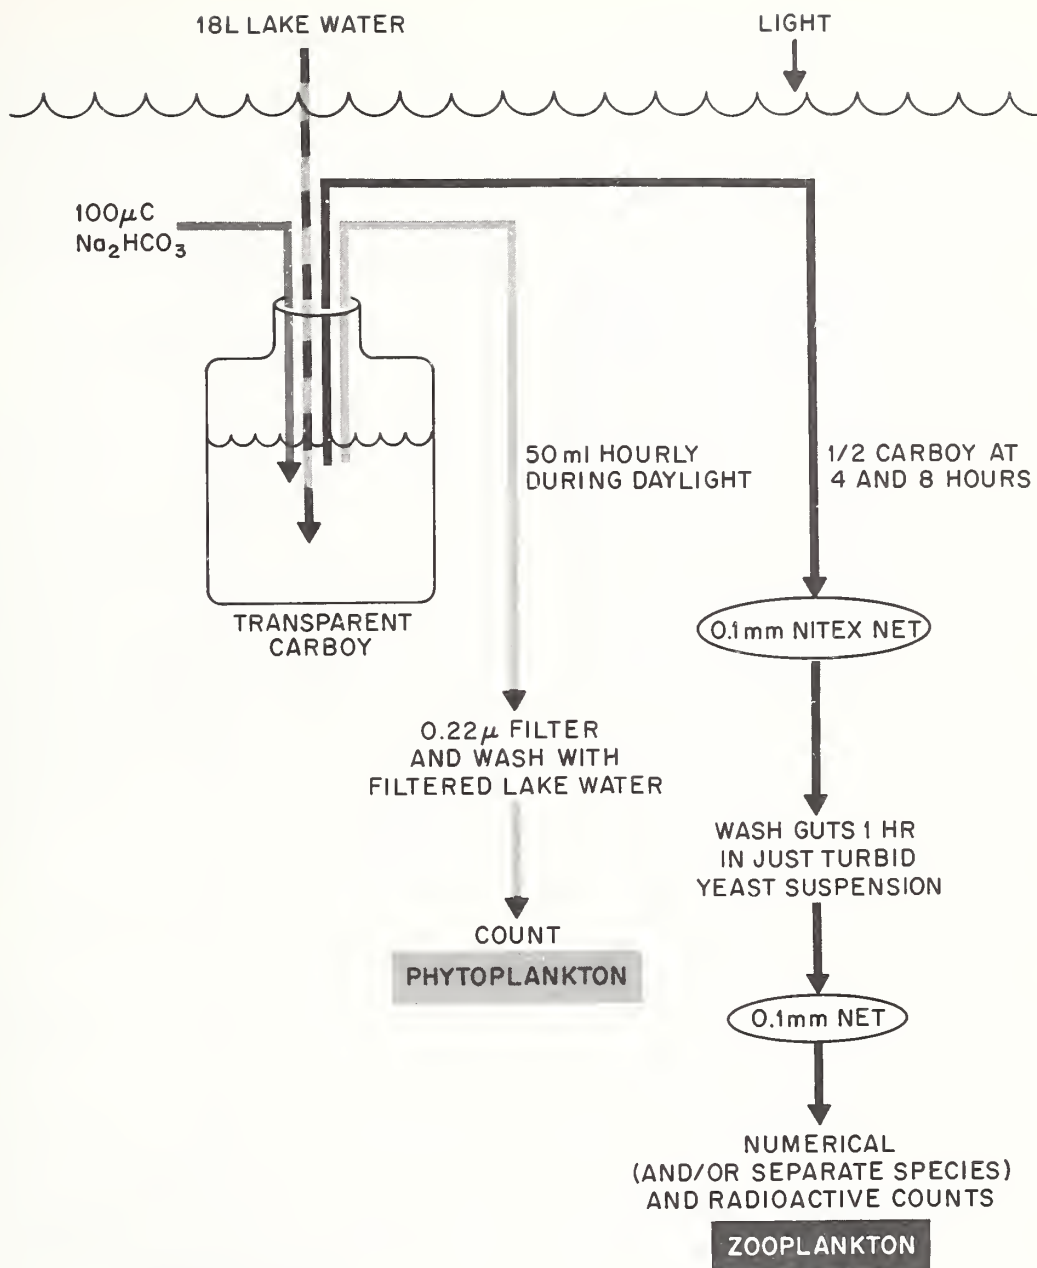 18L LAKE WATER
LIGHT
100μC
Na₂HCO₃
50 ml HOURLY
DURING DAYLIGHT
1/2 CARBOY AT
4 AND 8 HOURS
TRANSPARENT
CARBOY
0.1mm NITEX NET
0.22μ FILTER
AND WASH WITH
FILTERED LAKE WATER
WASH GUTS 1 HR
IN JUST TURBID
YEAST SUSPENSION
COUNT
PHYTOPLANKTON
0.1mm NET
NUMERICAL
(AND/OR SEPARATE SPECIES)
AND RADIOACTIVE COUNTS
ZOOPLANKTON